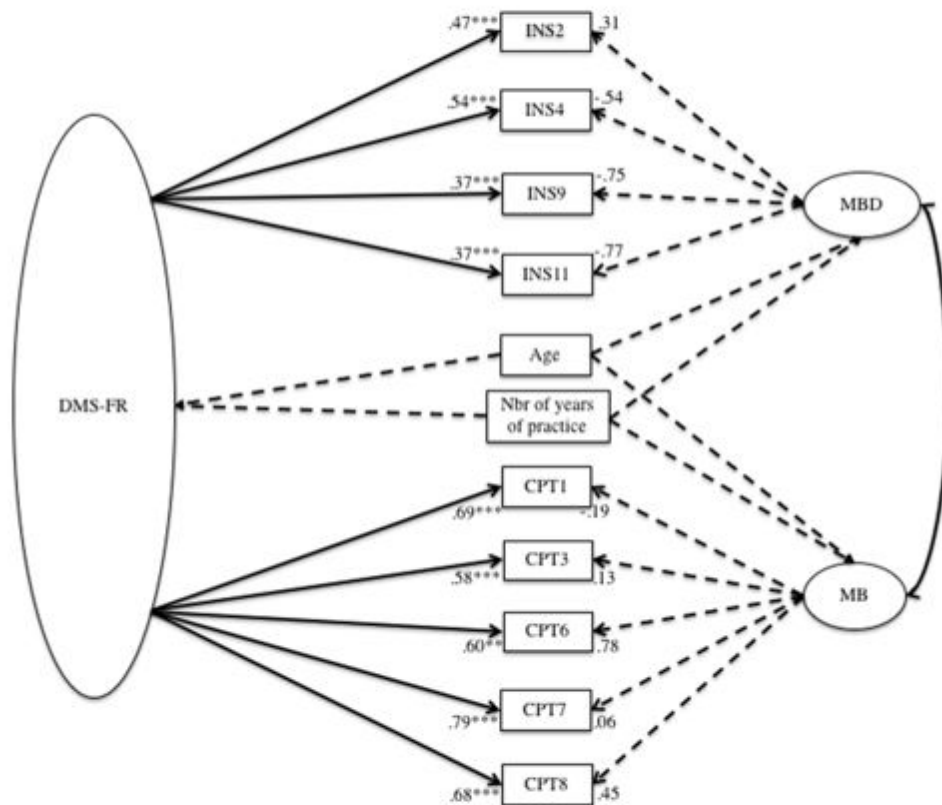 .47*** INS2 .31
.54*** INS4 -.54
.37*** INS9 -.75
MBD
.37*** INS11 -.77
Age
DMS-FR
Nbr of years
of practice
CPT1
.69*** -.19
CPT3
.58*** .13
MB
CPT6
.60** .78
CPT7
.79*** .06
CPT8
.68*** .45